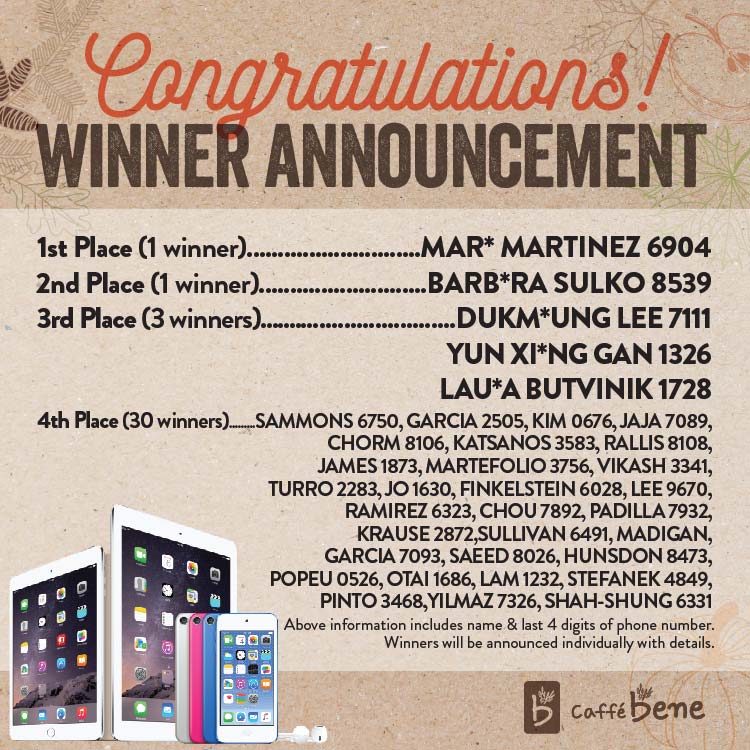 Congratulations!
WINNER ANNOUNCEMENT
1st Place (1 winner)............................MAR* MARTINEZ 6904
2nd Place (1 winner)...........................BARB*RA SULKO 8539
3rd Place (3 winners)................................DUKM*UNG LEE 7111
YUN XI*NG GAN 1326
LAU*A BUTVINIK 1728
4th Place (30 winners).........SAMMONS 6750, GARCIA 2505, KIM 0676, JAJA 7089,
CHORM 8106, KATSANOS 3583, RALLIS 8108,
JAMES 1873, MARTEFOLIO 3756, VIKASH 3341,
TURRO 2283, JO 1630, FINKELSTEIN 6028, LEE 9670,
RAMIREZ 6323, CHOU 7892, PADILLA 7932,
KRAUSE 2872,SULLIVAN 6491, MADIGAN,
GARCIA 7093, SAEED 8026, HUNSDON 8473,
POPEU 0526, OTAI 1686, LAM 1232, STEFANEK 4849,
PINTO 3468,YILMAZ 7326, SHAH-SHUNG 6331
Above information includes name & last 4 digits of phone number.
Winners will be announced individually with details.
b caffé bene